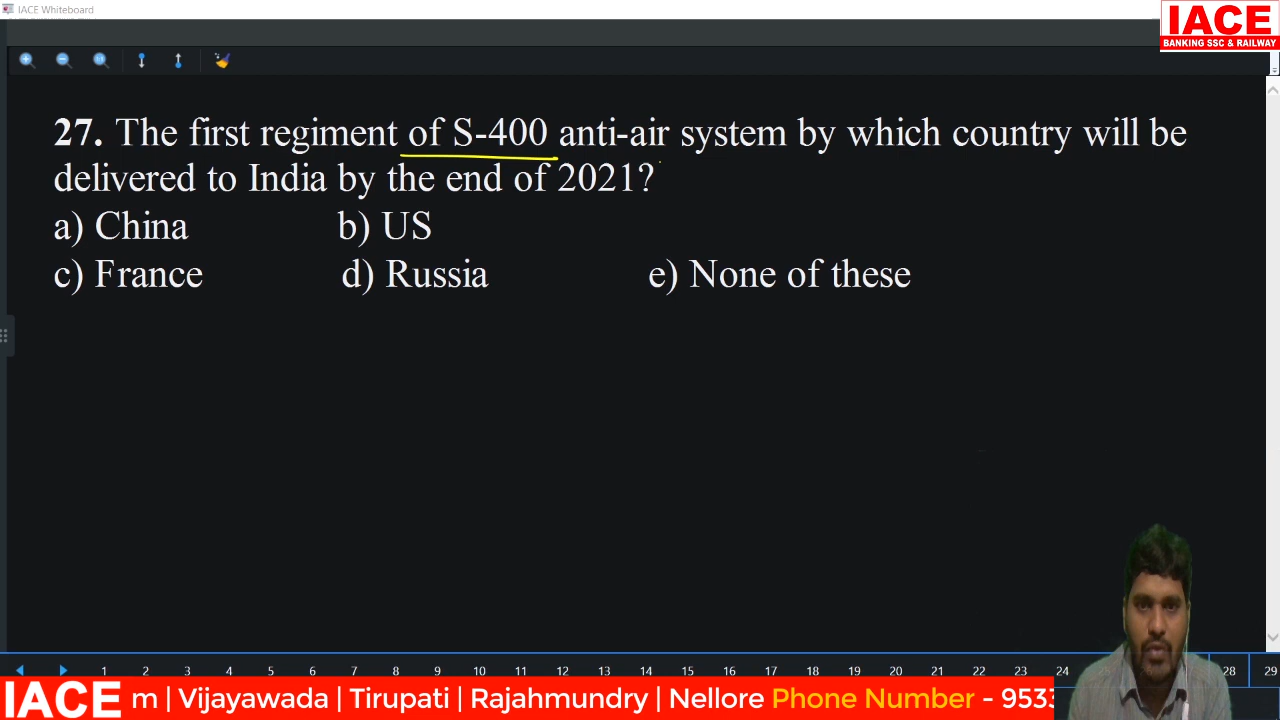 IACE Whiteboard
IACE
BANKING SSC & RAILWAY
27. The first regiment of S-400 anti-air system by which country will be
delivered to India by the end of 2021?
a) China b) US
c) France d) Russia e) None of these
1 2 3 4 5 6 7 8 9 10 11 12 13 14 15 16 17 18 19 20 21 22 23 24 28 29
IACE m | Vijayawada | Tirupati | Rajahmundry | Nellore Phone Number - 953